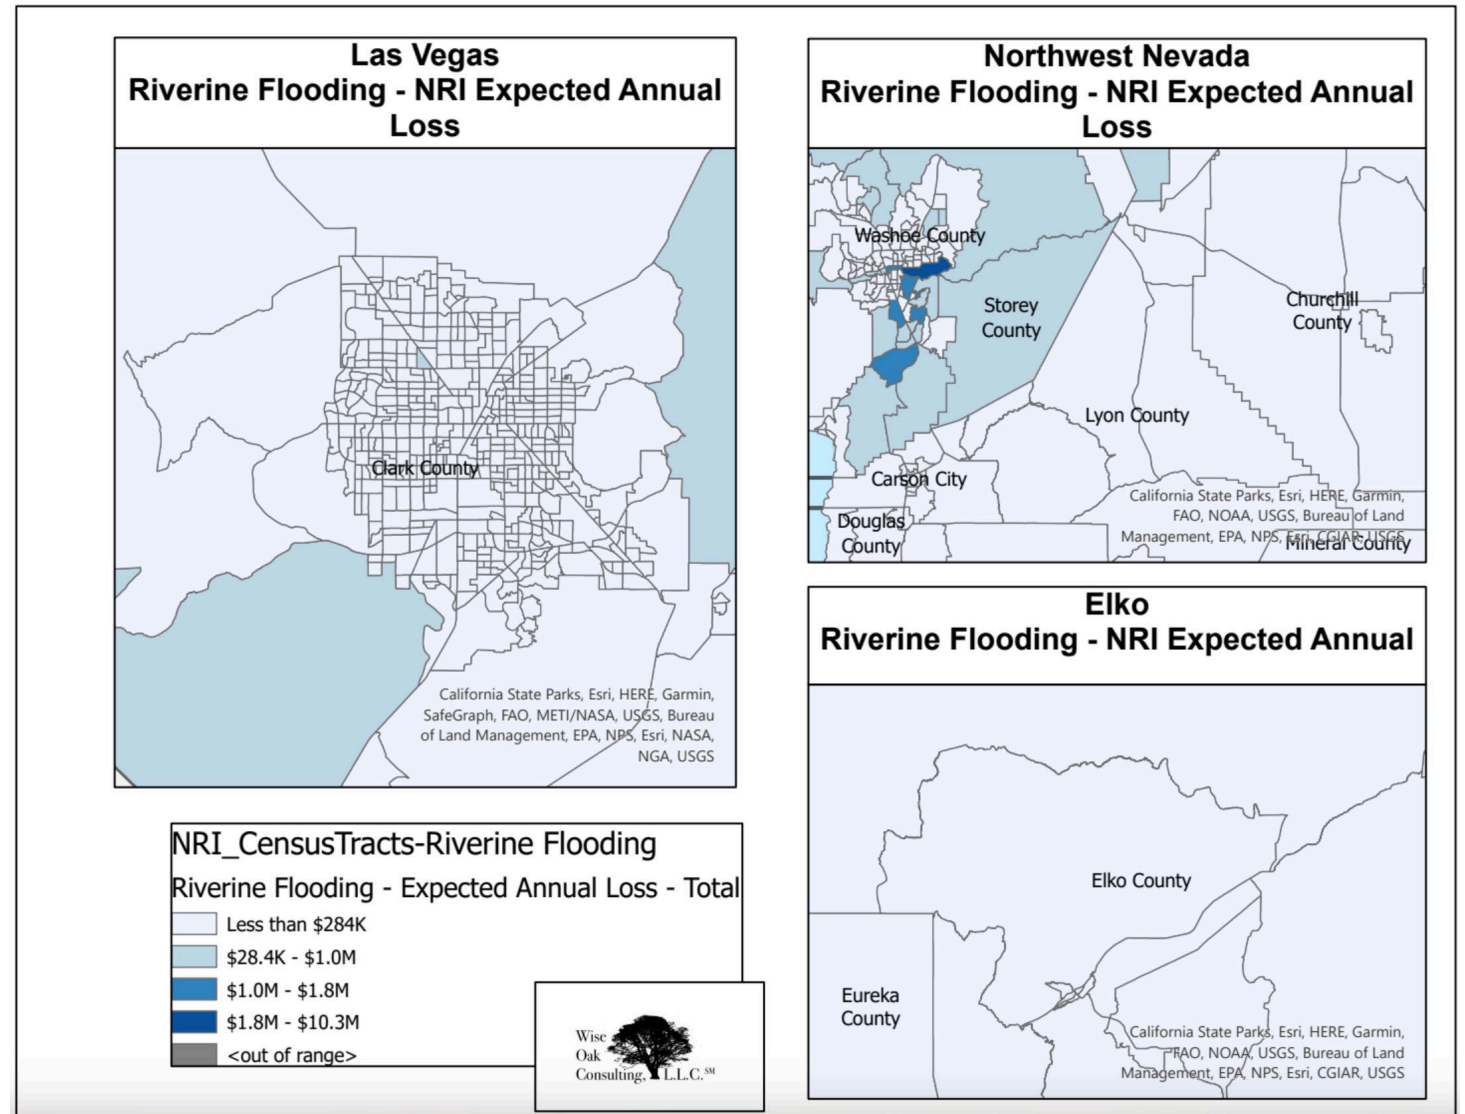 Las Vegas
Riverine Flooding - NRI Expected Annual
Loss
Clark County
California State Parks, Esri, HERE, Garmin,
SafeGraph, FAO, METI/NASA, USGS, Bureau
of Land Management, EPA, NPS, Esri, NASA,
NGA, USGS
Northwest Nevada
Riverine Flooding - NRI Expected Annual
Loss
Washoe County
Storey
County
Churchill
County
Lyon County
Carson City
Douglas
County
Mineral County
California State Parks, Esri, HERE, Garmin,
FAO, NOAA, USGS, Bureau of Land
Management, EPA, NPS, Esri, CGIAR, USGS
Elko
Riverine Flooding - NRI Expected Annual
Elko County
Eureka
County
California State Parks, Esri, HERE, Garmin,
FAO, NOAA, USGS, Bureau of Land
Management, EPA, NPS, Esri, CGIAR, USGS
NRI_CensusTracts-Riverine Flooding
Riverine Flooding - Expected Annual Loss - Total
Less than $284K
$28.4K - $1.0M
$1.0M - $1.8M
$1.8M - $10.3M
<out of range>
Wise
Oak
Consulting, L.L.C.℠